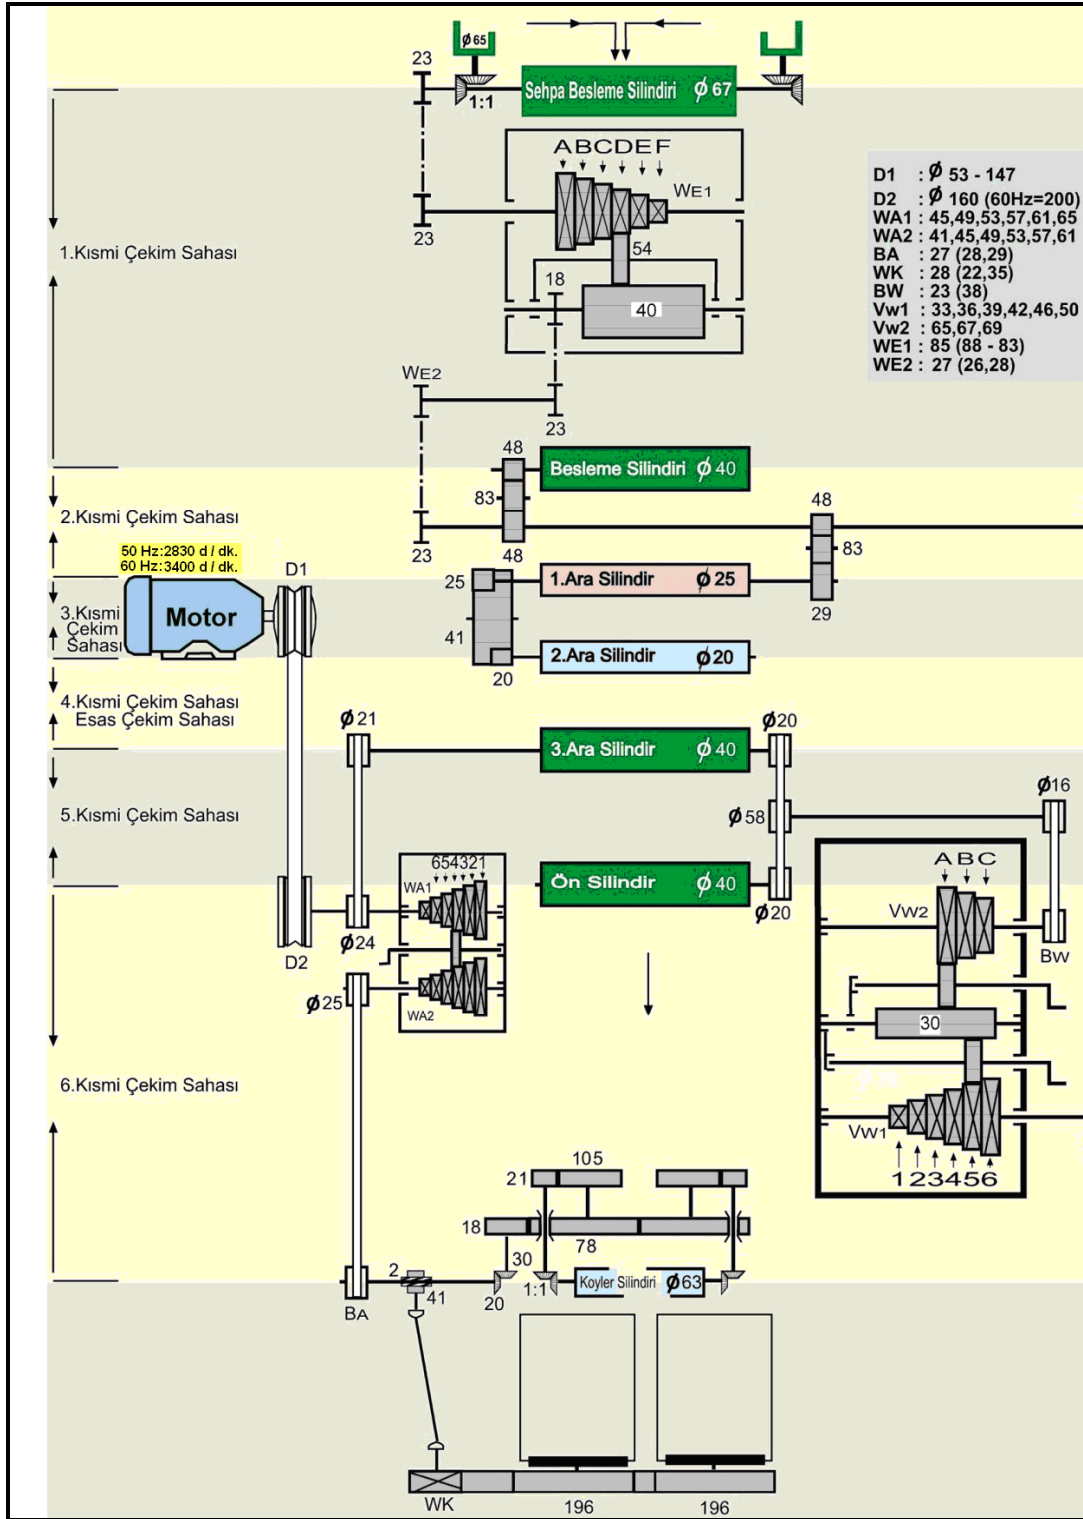 ϕ65
23
1:1
Sehpa Besleme Silindiri ϕ 67
ABCDEF
WE1
23
54
18
40
D1 : ϕ 53 - 147
D2 : ϕ 160 (60Hz=200)
WA1 : 45,49,53,57,61,65
WA2 : 41,45,49,53,57,61
BA : 27 (28,29)
WK : 28 (22,35)
BW : 23 (38)
Vw1 : 33,36,39,42,46,50
Vw2 : 65,67,69
WE1 : 85 (88 - 83)
WE2 : 27 (26,28)
1.Kısmi Çekim Sahası
WE2
23
48
Besleme Silindiri ϕ 40
83
48
2.Kısmi Çekim Sahası
23
48
83
50 Hz:2830 d / dk.
60 Hz:3400 d / dk.
D1
25
1.Ara Silindir ϕ 25
29
3.Kısmi
Çekim
Sahası
Motor
41
20
2.Ara Silindir ϕ 20
4.Kısmi Çekim Sahası
Esas Çekim Sahası
ϕ 21
ϕ20
3.Ara Silindir ϕ 40
5.Kısmi Çekim Sahası
ϕ58
ϕ16
654321
WA1
Ön Silindir ϕ 40
ϕ20
ABC
VW2
BW
ϕ24
D2
ϕ25
WA2
30
6.Kısmi Çekim Sahası
VW1
123456
105
21
18
78
30
2
41
20
1:1
Koyler Silindiri ϕ 63
BA
WK
196
196